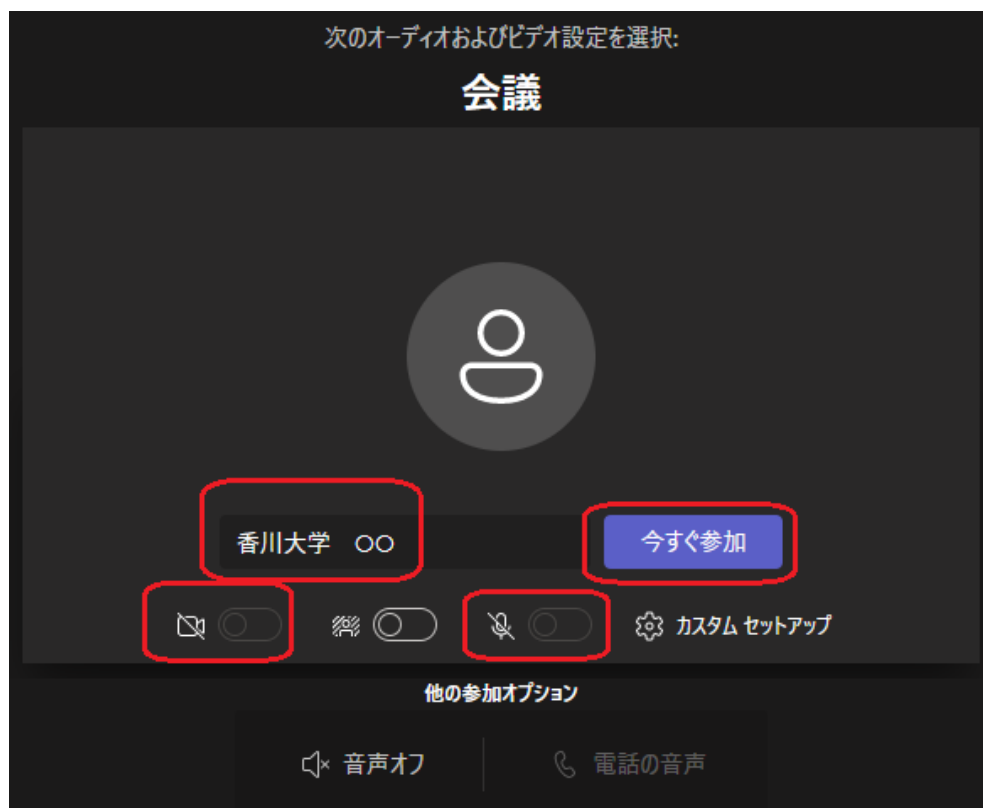 次のオーディオおよびビデオ設定を選択:
会議
香川大学　○○
今すぐ参加
カスタム セットアップ
他の参加オプション
音声オフ
電話の音声